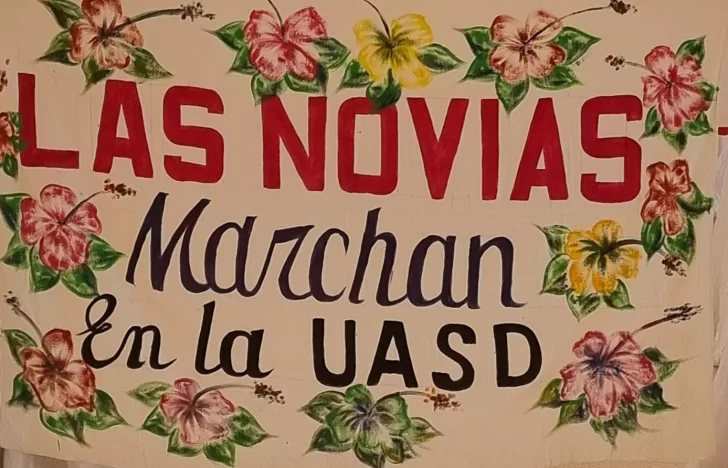 LAS NOVIAS
Marchan
En la UASD